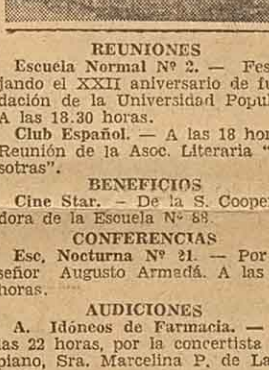 REUNIONES
Escuela Normal Nº 2. — Fes
jando el XXII aniversario de fu
dación de la Universidad Popul
A las 18.30 horas.
Club Español. — A las 18 hor
Reunión de la Asoc. Literaria "
sotras".
BENEFICIOS
Cine Star. — De la S. Cooper
dora de la Escuela Nº 88.
CONFERENCIAS
Esc. Nocturna Nº 21. — Por
señor Augusto Armadá. A las
horas.
AUDICIONES
A. Idóneos de Farmacia. —
las 22 horas, por la concertista
piano, Sra. Marcelina P. de La